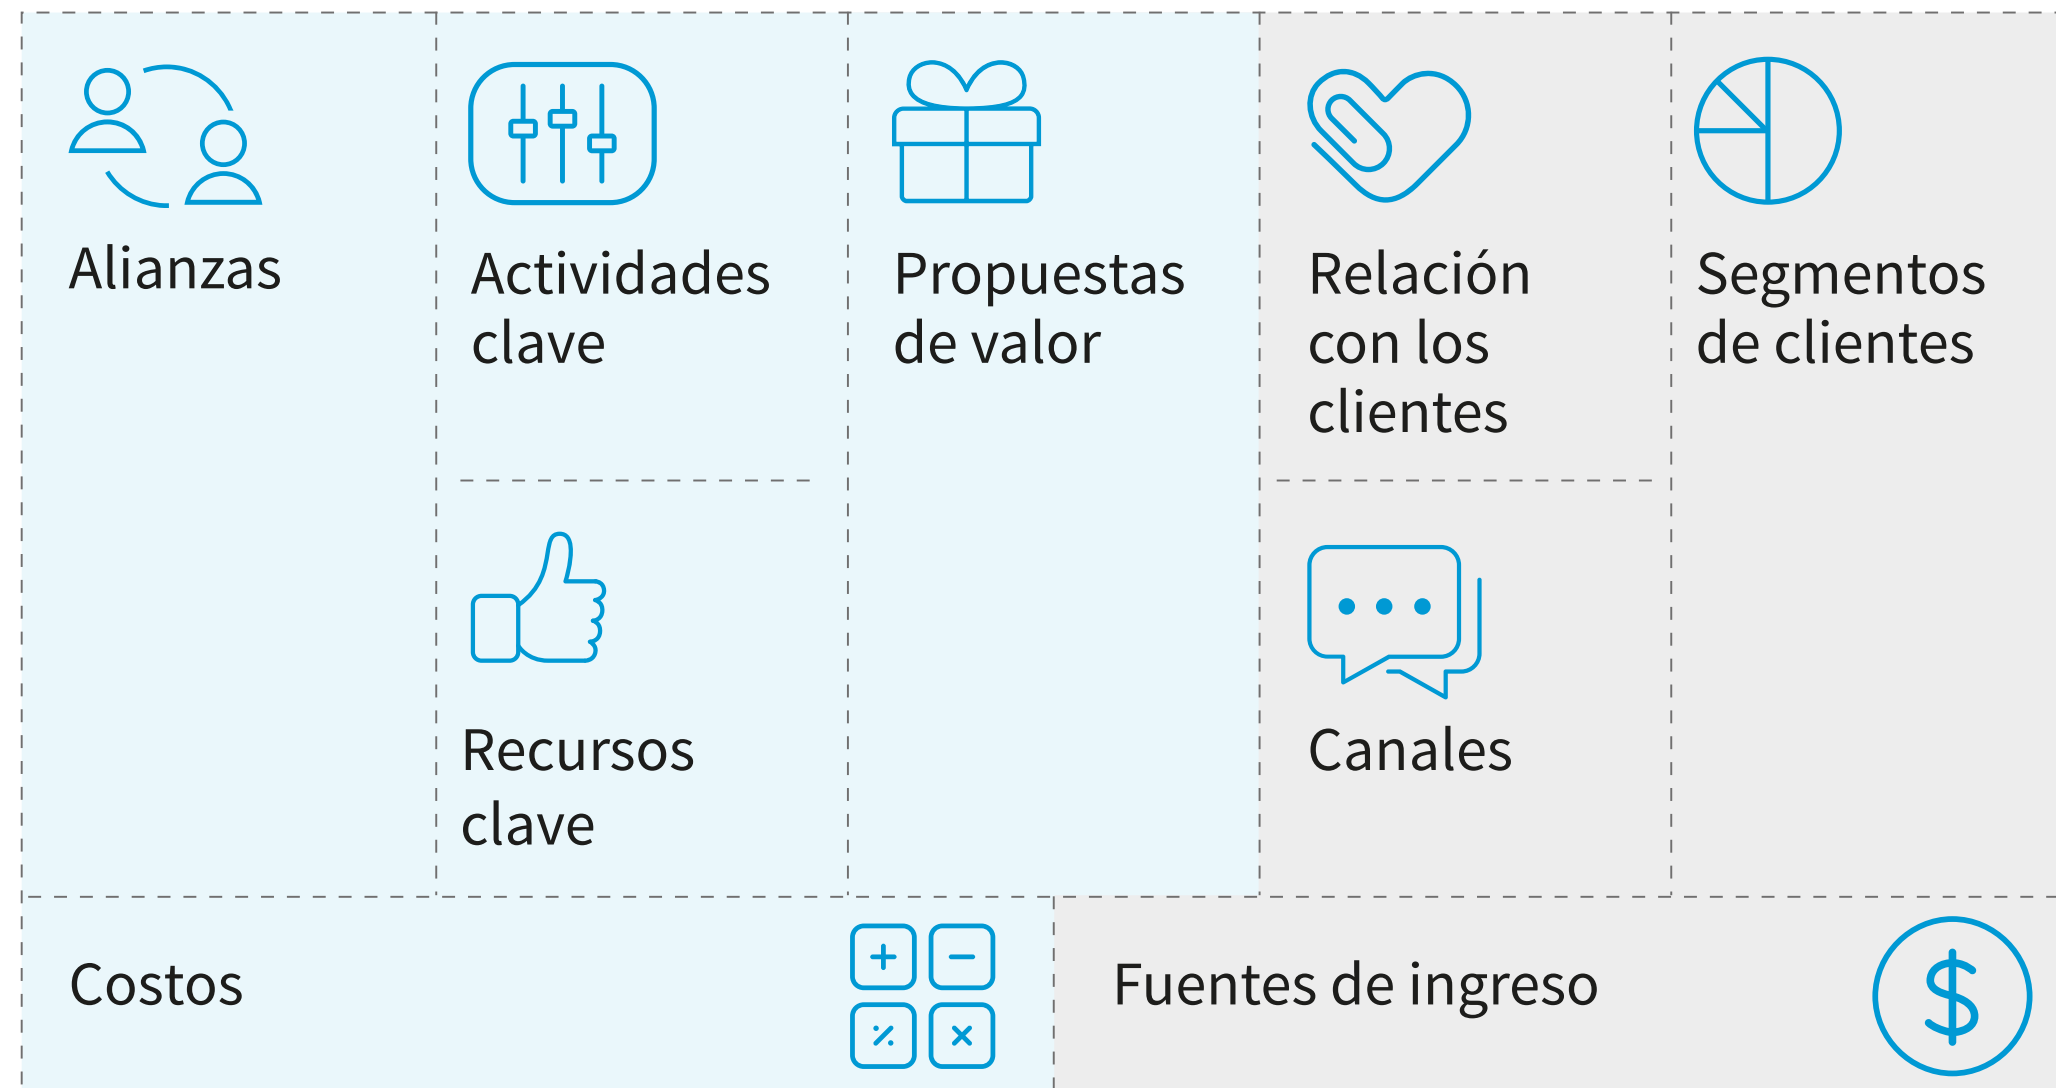 Alianzas
Actividades
clave
Recursos
clave
Propuestas
de valor
Relación
con los
clientes
Canales
Segmentos
de clientes
Costos
Fuentes de ingreso